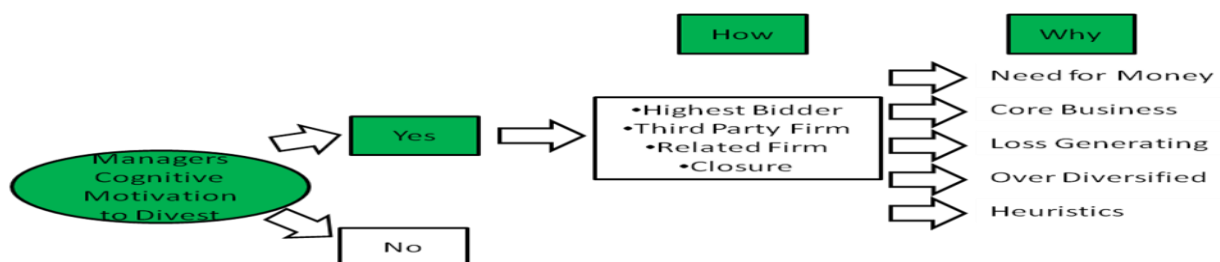 How
Why
Need for Money
•Highest Bidder
Core Business
•Third Party Firm
Yes
Loss Generating
•Related Firm
Managers
•Closure
Cognitive
Over Diversified
Motivation
to Divest
Heuristics
No